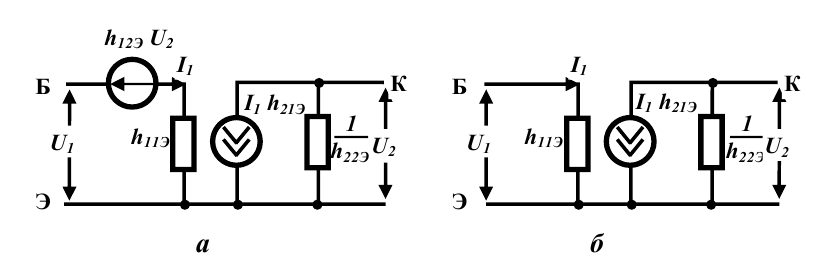 h12Э U2
I1 I1
Б К Б К
I1 h21Э I1 h21Э
U1 h11Э 1/h22Э U2 U1 h11Э 1/h22Э U2
Э Э
а б